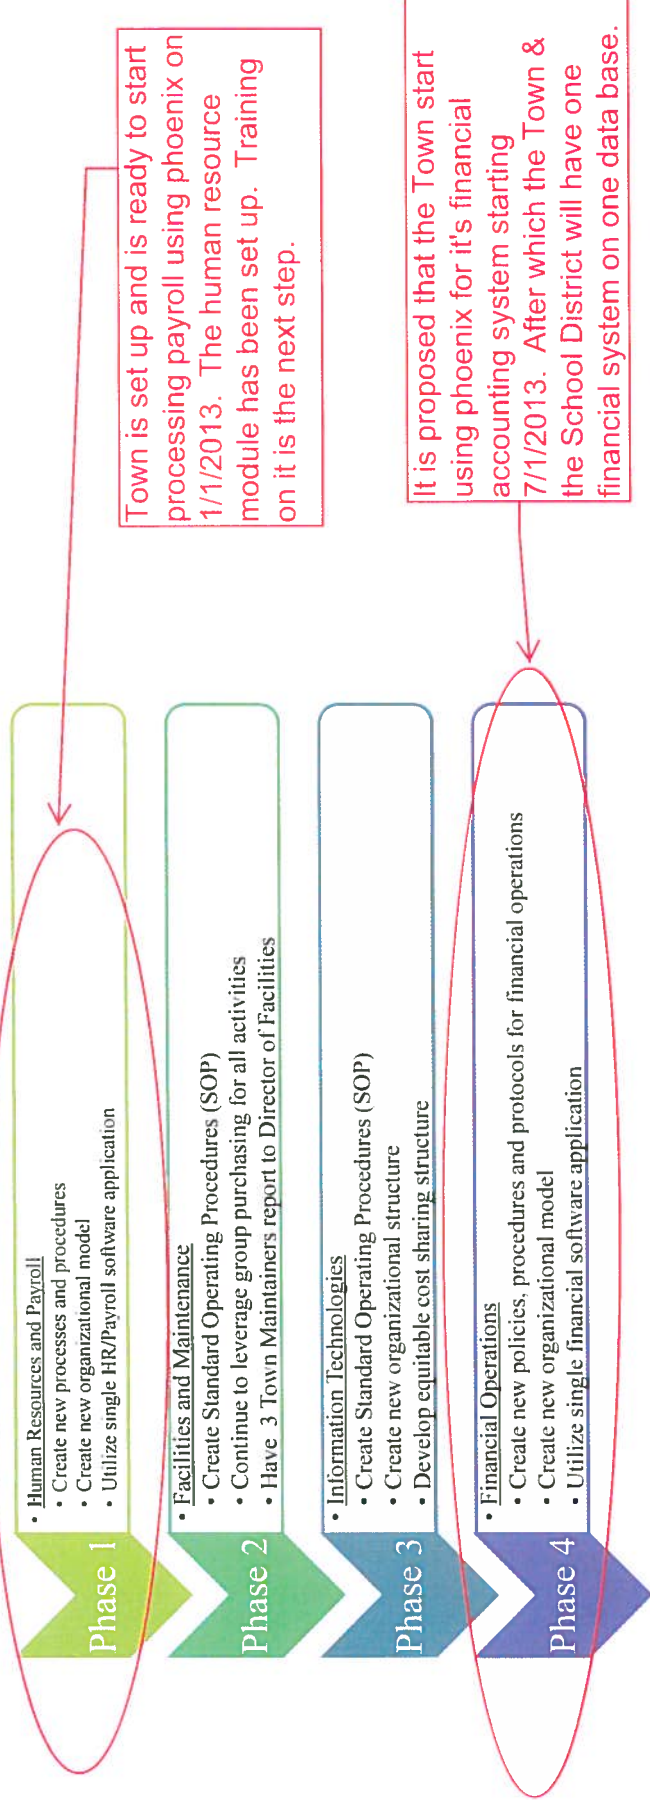 Phase 1
• Human Resources and Payroll
• Create new processes and procedures
• Create new organizational model
• Utilize single HR/Payroll software application
Town is set up and is ready to start
processing payroll using phoenix on
1/1/2013. The human resource
module has been set up. Training
on it is the next step.
Phase 2
• Facilities and Maintenance
• Create Standard Operating Procedures (SOP)
• Continue to leverage group purchasing for all activities
• Have 3 Town Maintainers report to Director of Facilities
Phase 3
• Information Technologies
• Create Standard Operating Procedures (SOP)
• Create new organizational structure
• Develop equitable cost sharing structure
Phase 4
• Financial Operations
• Create new policies, procedures and protocols for financial operations
• Create new organizational model
• Utilize single financial software application
It is proposed that the Town start
using phoenix for it's financial
accounting system starting
7/1/2013. After which the Town &
the School District will have one
financial system on one data base.